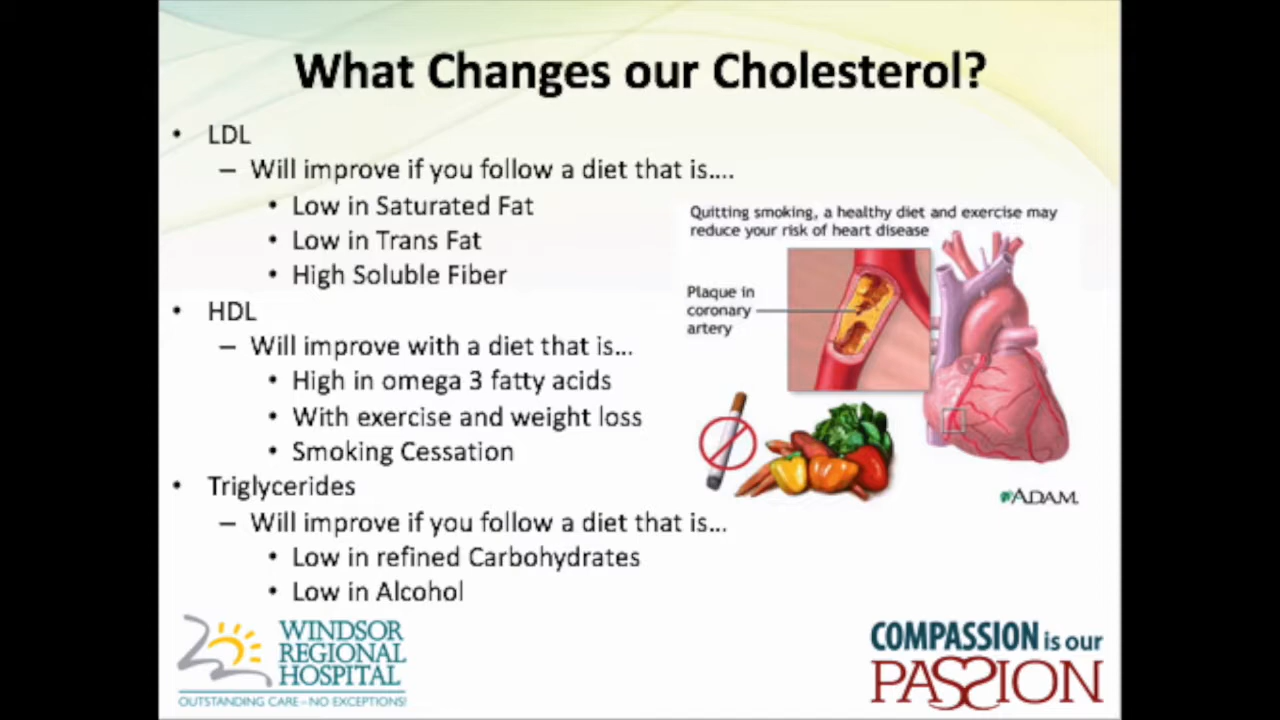 What Changes our Cholesterol?
• LDL
– Will improve if you follow a diet that is....
• Low in Saturated Fat
• Low in Trans Fat
• High Soluble Fiber
• HDL
– Will improve with a diet that is...
• High in omega 3 fatty acids
• With exercise and weight loss
• Smoking Cessation
• Triglycerides
– Will improve if you follow a diet that is...
• Low in refined Carbohydrates
• Low in Alcohol
Quitting smoking, a healthy diet and exercise may
reduce your risk of heart disease
Plaque in
coronary
artery
ADAM.
WINDSOR
REGIONAL
HOSPITAL
OUTSTANDING CARE – NO EXCEPTIONS!
COMPASSION is our
PASSION